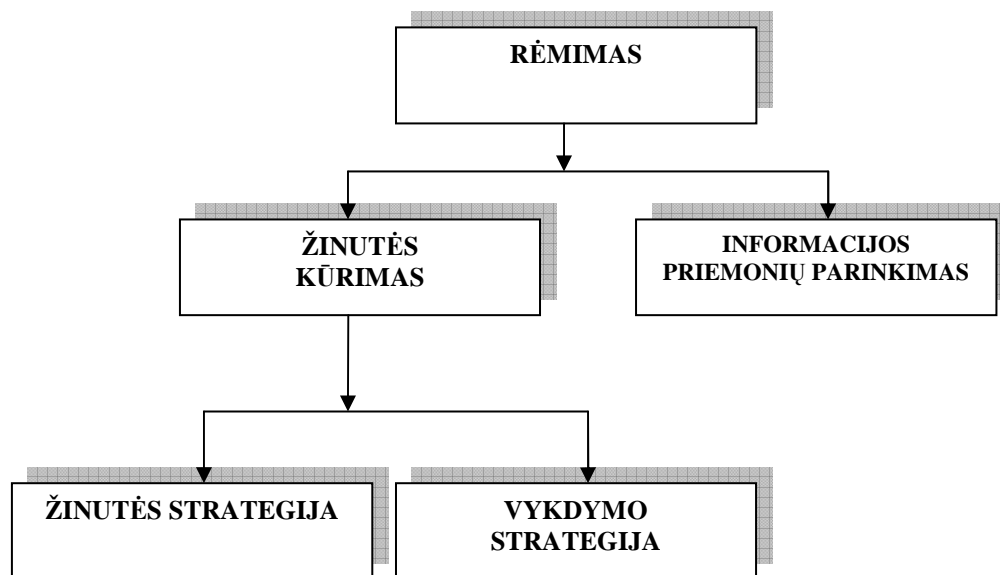 RĖMIMAS
ŽINUTĖS
KŪRIMAS
INFORMACIJOS
PRIEMONIŲ PARINKIMAS
ŽINUTĖS STRATEGIJA
VYKDYMO
STRATEGIJA